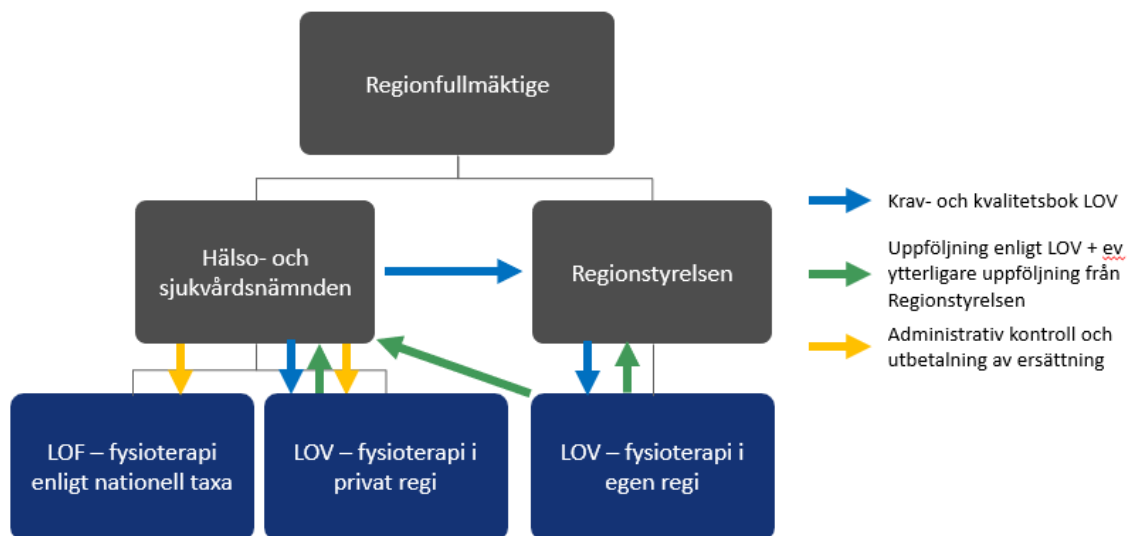 Regionfullmäktige
Hälso- och
sjukvårdsnämnden
Regionstyrelsen
Krav- och kvalitetsbok LOV
Uppföljning enligt LOV + ev
ytterligare uppföljning från
Regionstyrelsen
Administrativ kontroll och
utbetalning av ersättning
LOF – fysioterapi
enligt nationell taxa
LOV – fysioterapi i
privat regi
LOV – fysioterapi i
egen regi